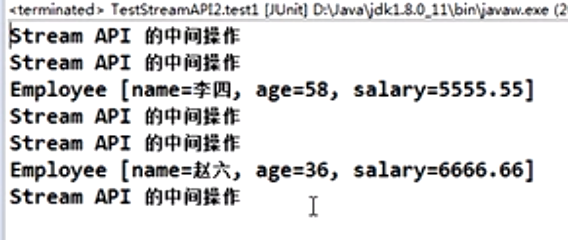 <terminated> TestStreamAPI2.test1 [JUnit] D:\Java\jdk1.8.0_11\bin\javaw.exe (2
Stream API 的中间操作
Stream API 的中间操作
Employee [name=李四, age=58, salary=5555.55]
Stream API 的中间操作
Stream API 的中间操作
Employee [name=赵六, age=36, salary=6666.66]
Stream API 的中间操作